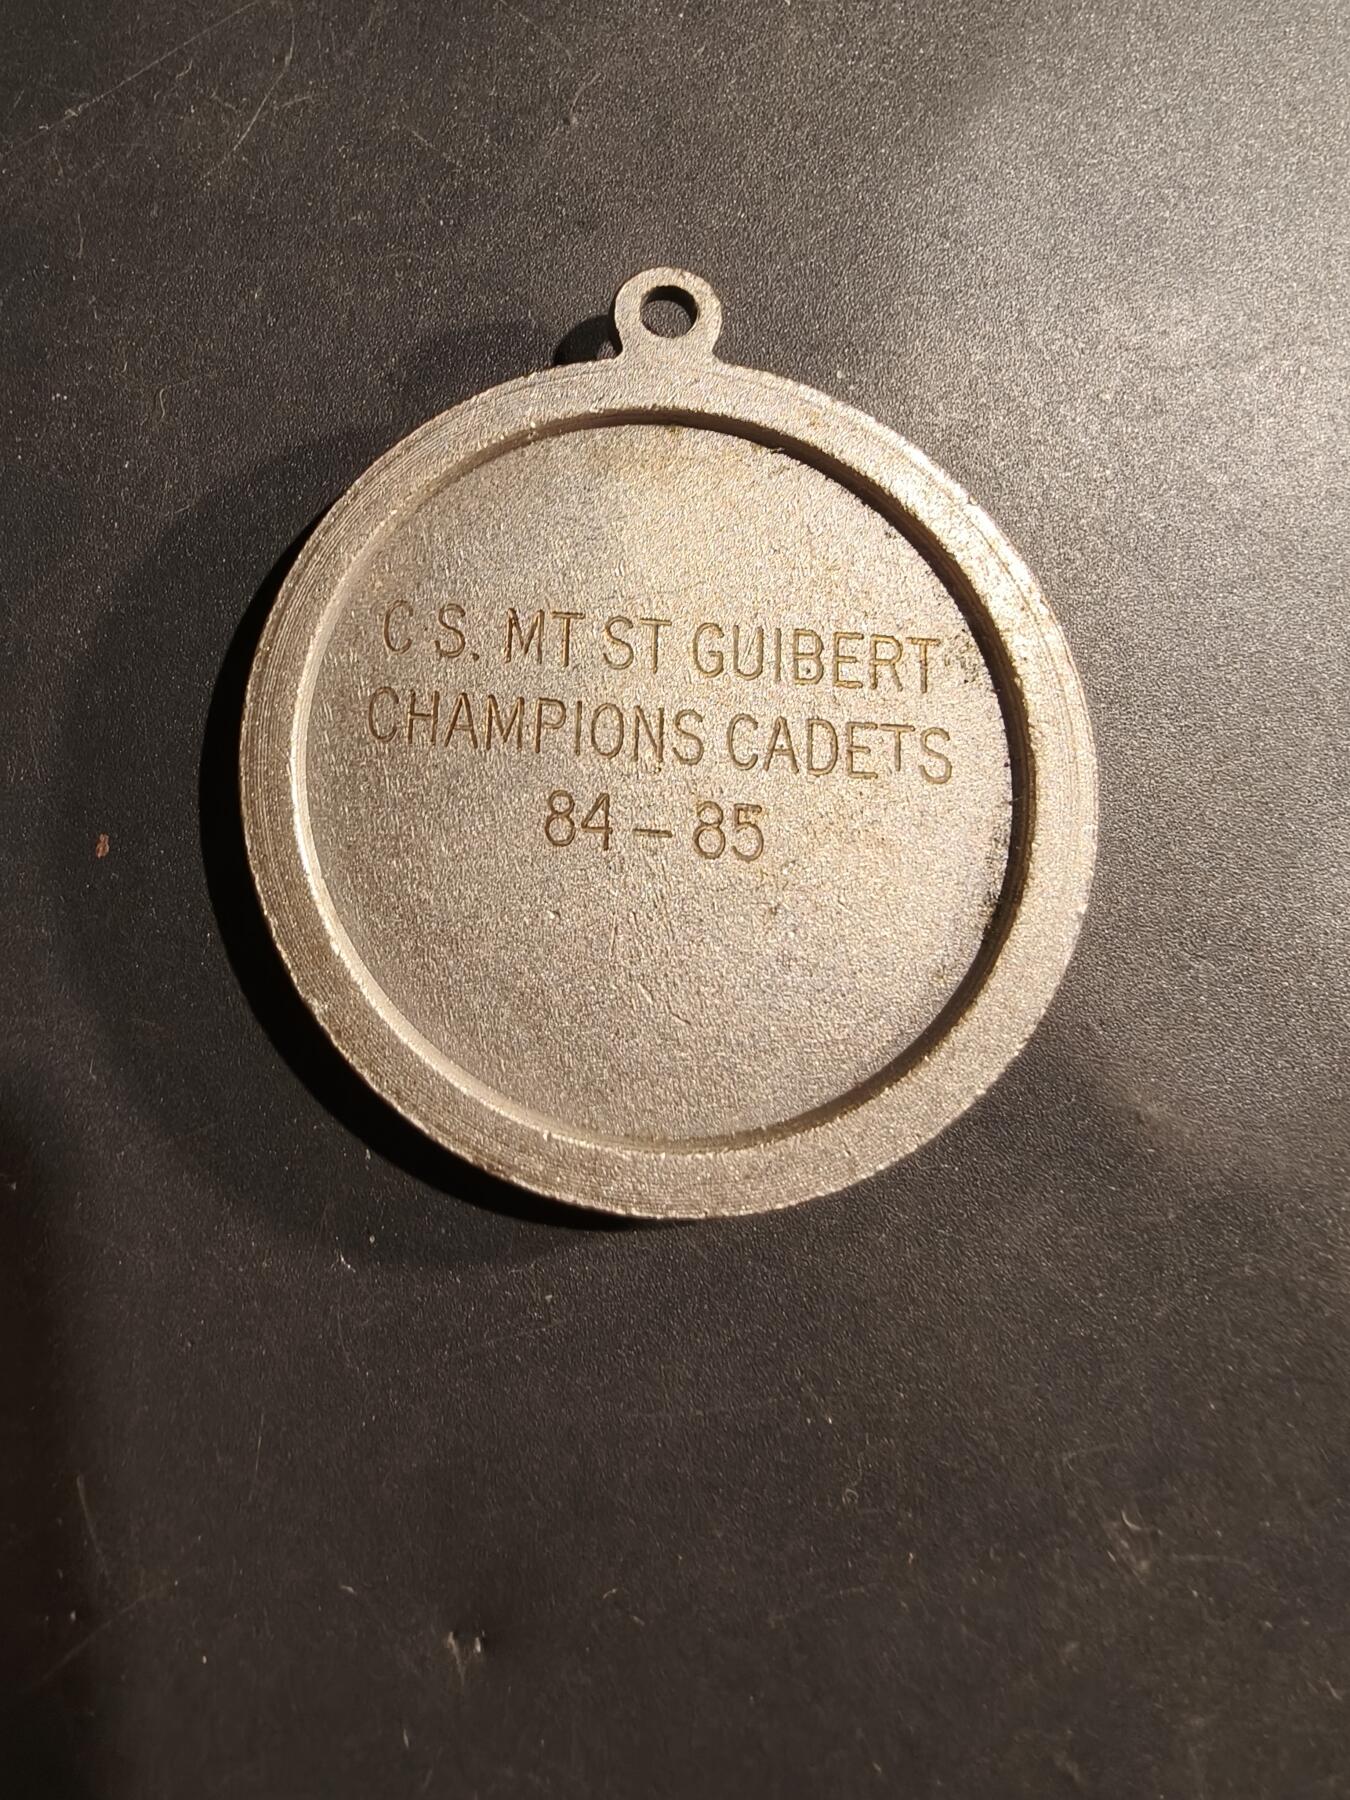 C.S. MT ST GUIBERT
CHAMPIONS CADETS
84 – 85